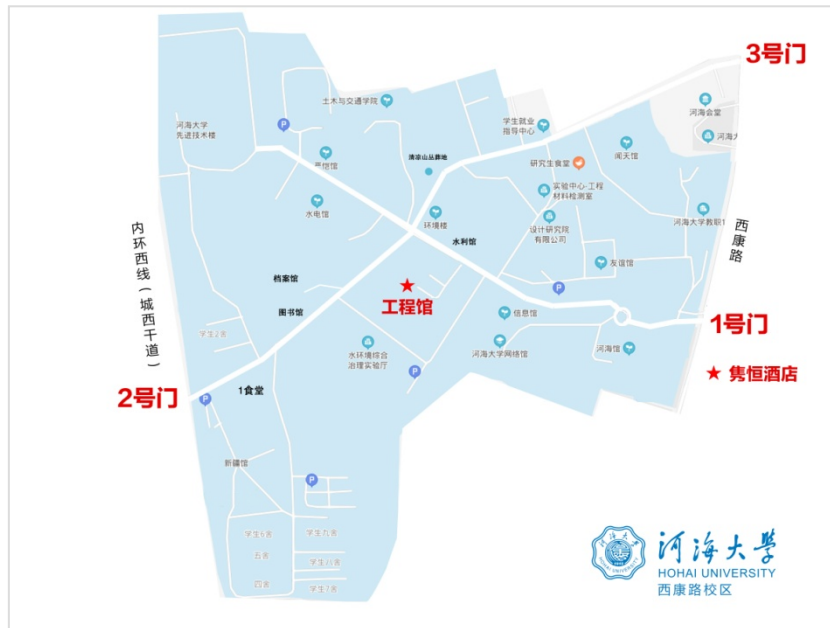 3号门
河海会堂
土木与交通学院
河海大
学生就业
指导中心
河海大学
先进技术楼
闻天馆
清凉山丛葬地
研究生食堂
严恺馆
实验中心-工程
材料检测室
水电馆
环境楼
河海大学教职
设计研究院
有限公司
西康路
水利馆
内环西线（城西干道）
友谊馆
档案馆
工程馆
图书馆
信息馆
1号门
学生2舍
河海馆
水环境综合
治理实验厅
河海大学网络馆
隽恒酒店
2号门
1食堂
P
P
P
P
P
新疆馆
学生6舍
学生九舍
五舍
学生八舍
四舍
学生7舍
河海大学
HOHAI UNIVERSITY
西康路校区